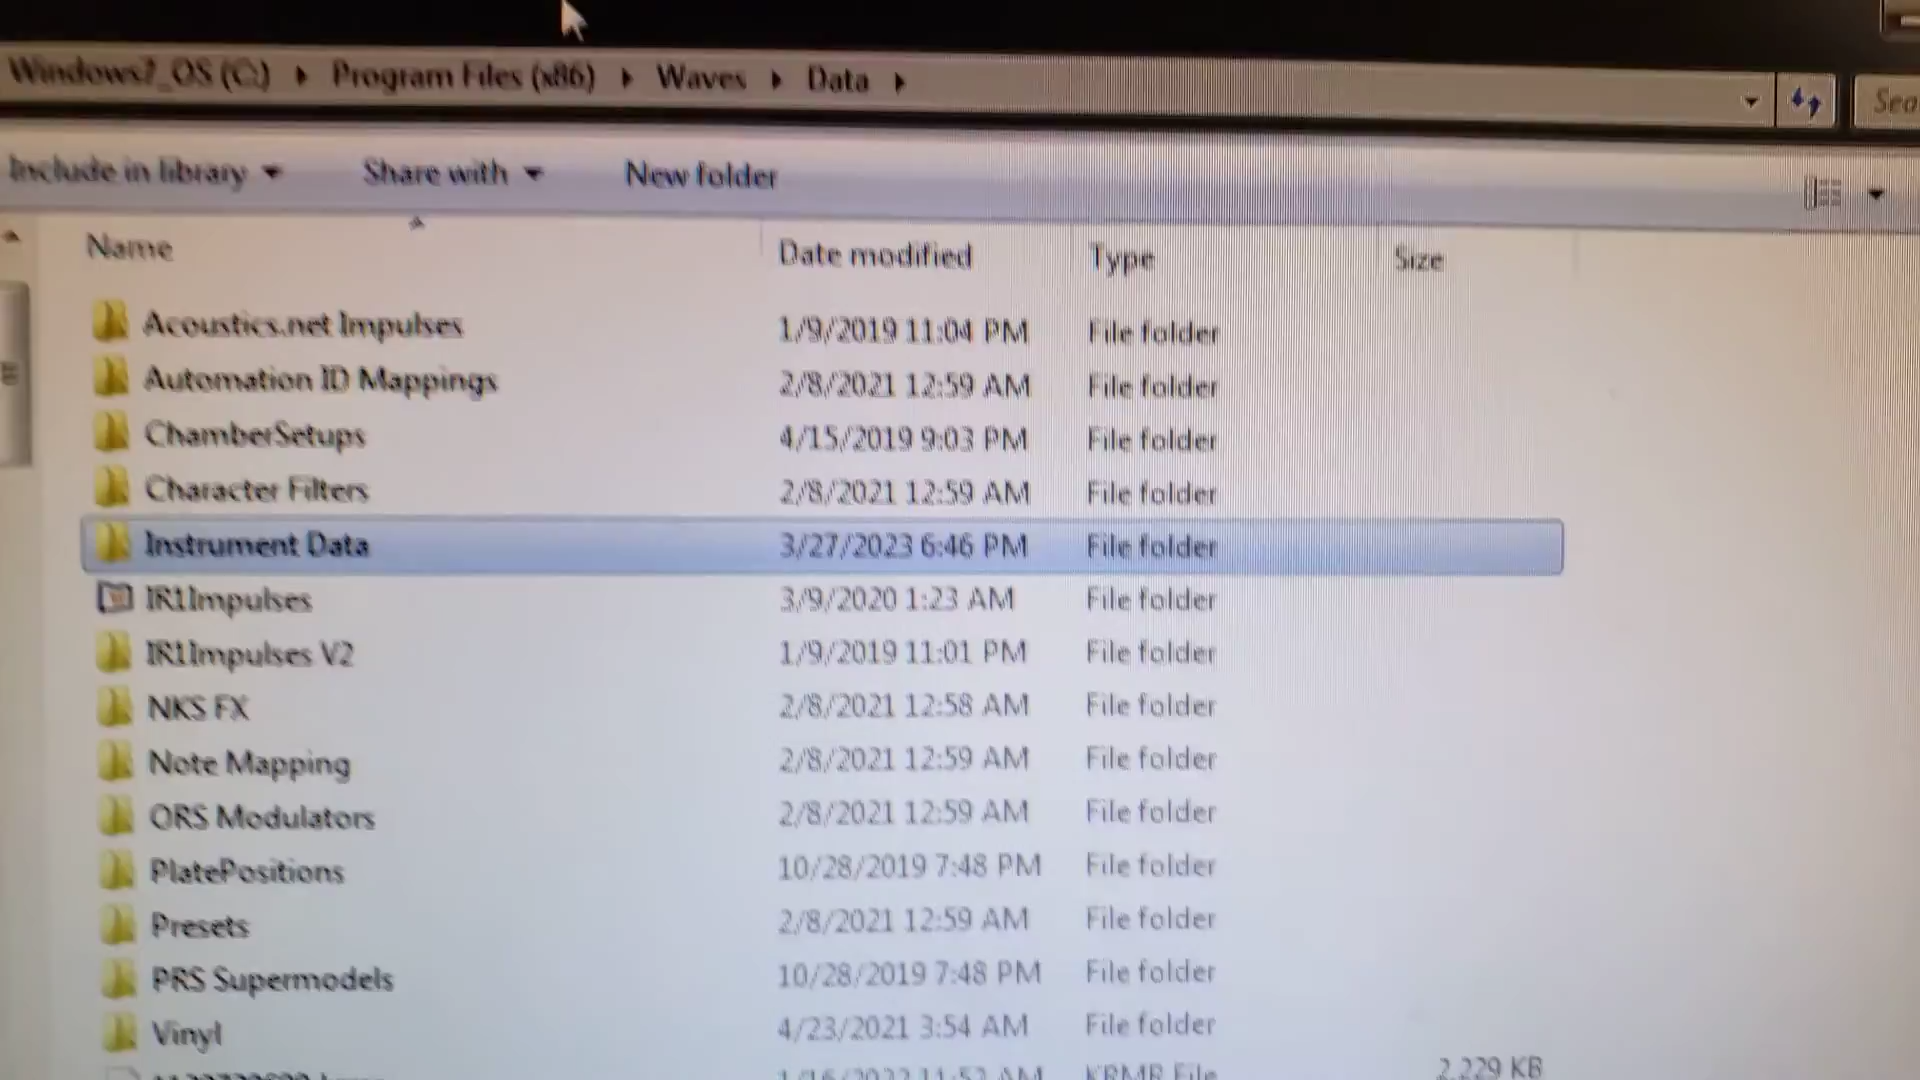 Windows7_OS (C:) Program Files (x86) Waves Data
Include in library Share with New folder
Name Date modified Type Size
Acoustics.net Impulses 1/9/2019 11:04 PM File folder
Automation ID Mappings 2/8/2021 12:59 AM File folder
ChamberSetups 4/15/2019 9:03 PM File folder
Character Filters 2/8/2021 12:59 AM File folder
Instrument Data 3/27/2023 6:46 PM File folder
IR1Impulses 3/9/2020 1:23 AM File folder
IR1Impulses V2 1/9/2019 11:01 PM File folder
NKS FX 2/8/2021 12:58 AM File folder
Note Mapping 2/8/2021 12:59 AM File folder
ORS Modulators 2/8/2021 12:59 AM File folder
PlatePositions 10/28/2019 7:48 PM File folder
Presets 2/8/2021 12:59 AM File folder
PRS Supermodels 10/28/2019 7:48 PM File folder
Vinyl 4/23/2021 3:54 AM File folder
2,229 KB